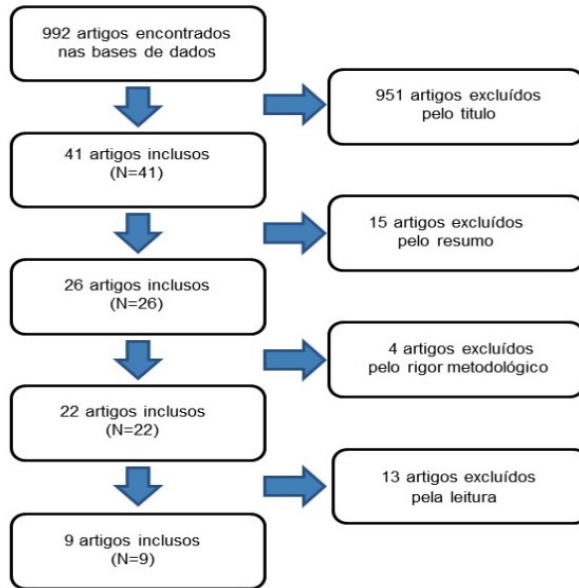 992 artigos encontrados
nas bases de dados
951 artigos excluídos
pelo titulo
41 artigos inclusos
(N=41)
15 artigos excluídos
pelo resumo
26 artigos inclusos
(N=26)
4 artigos excluídos
pelo rigor metodológico
22 artigos inclusos
(N=22)
13 artigos excluídos
pela leitura
9 artigos inclusos
(N=9)